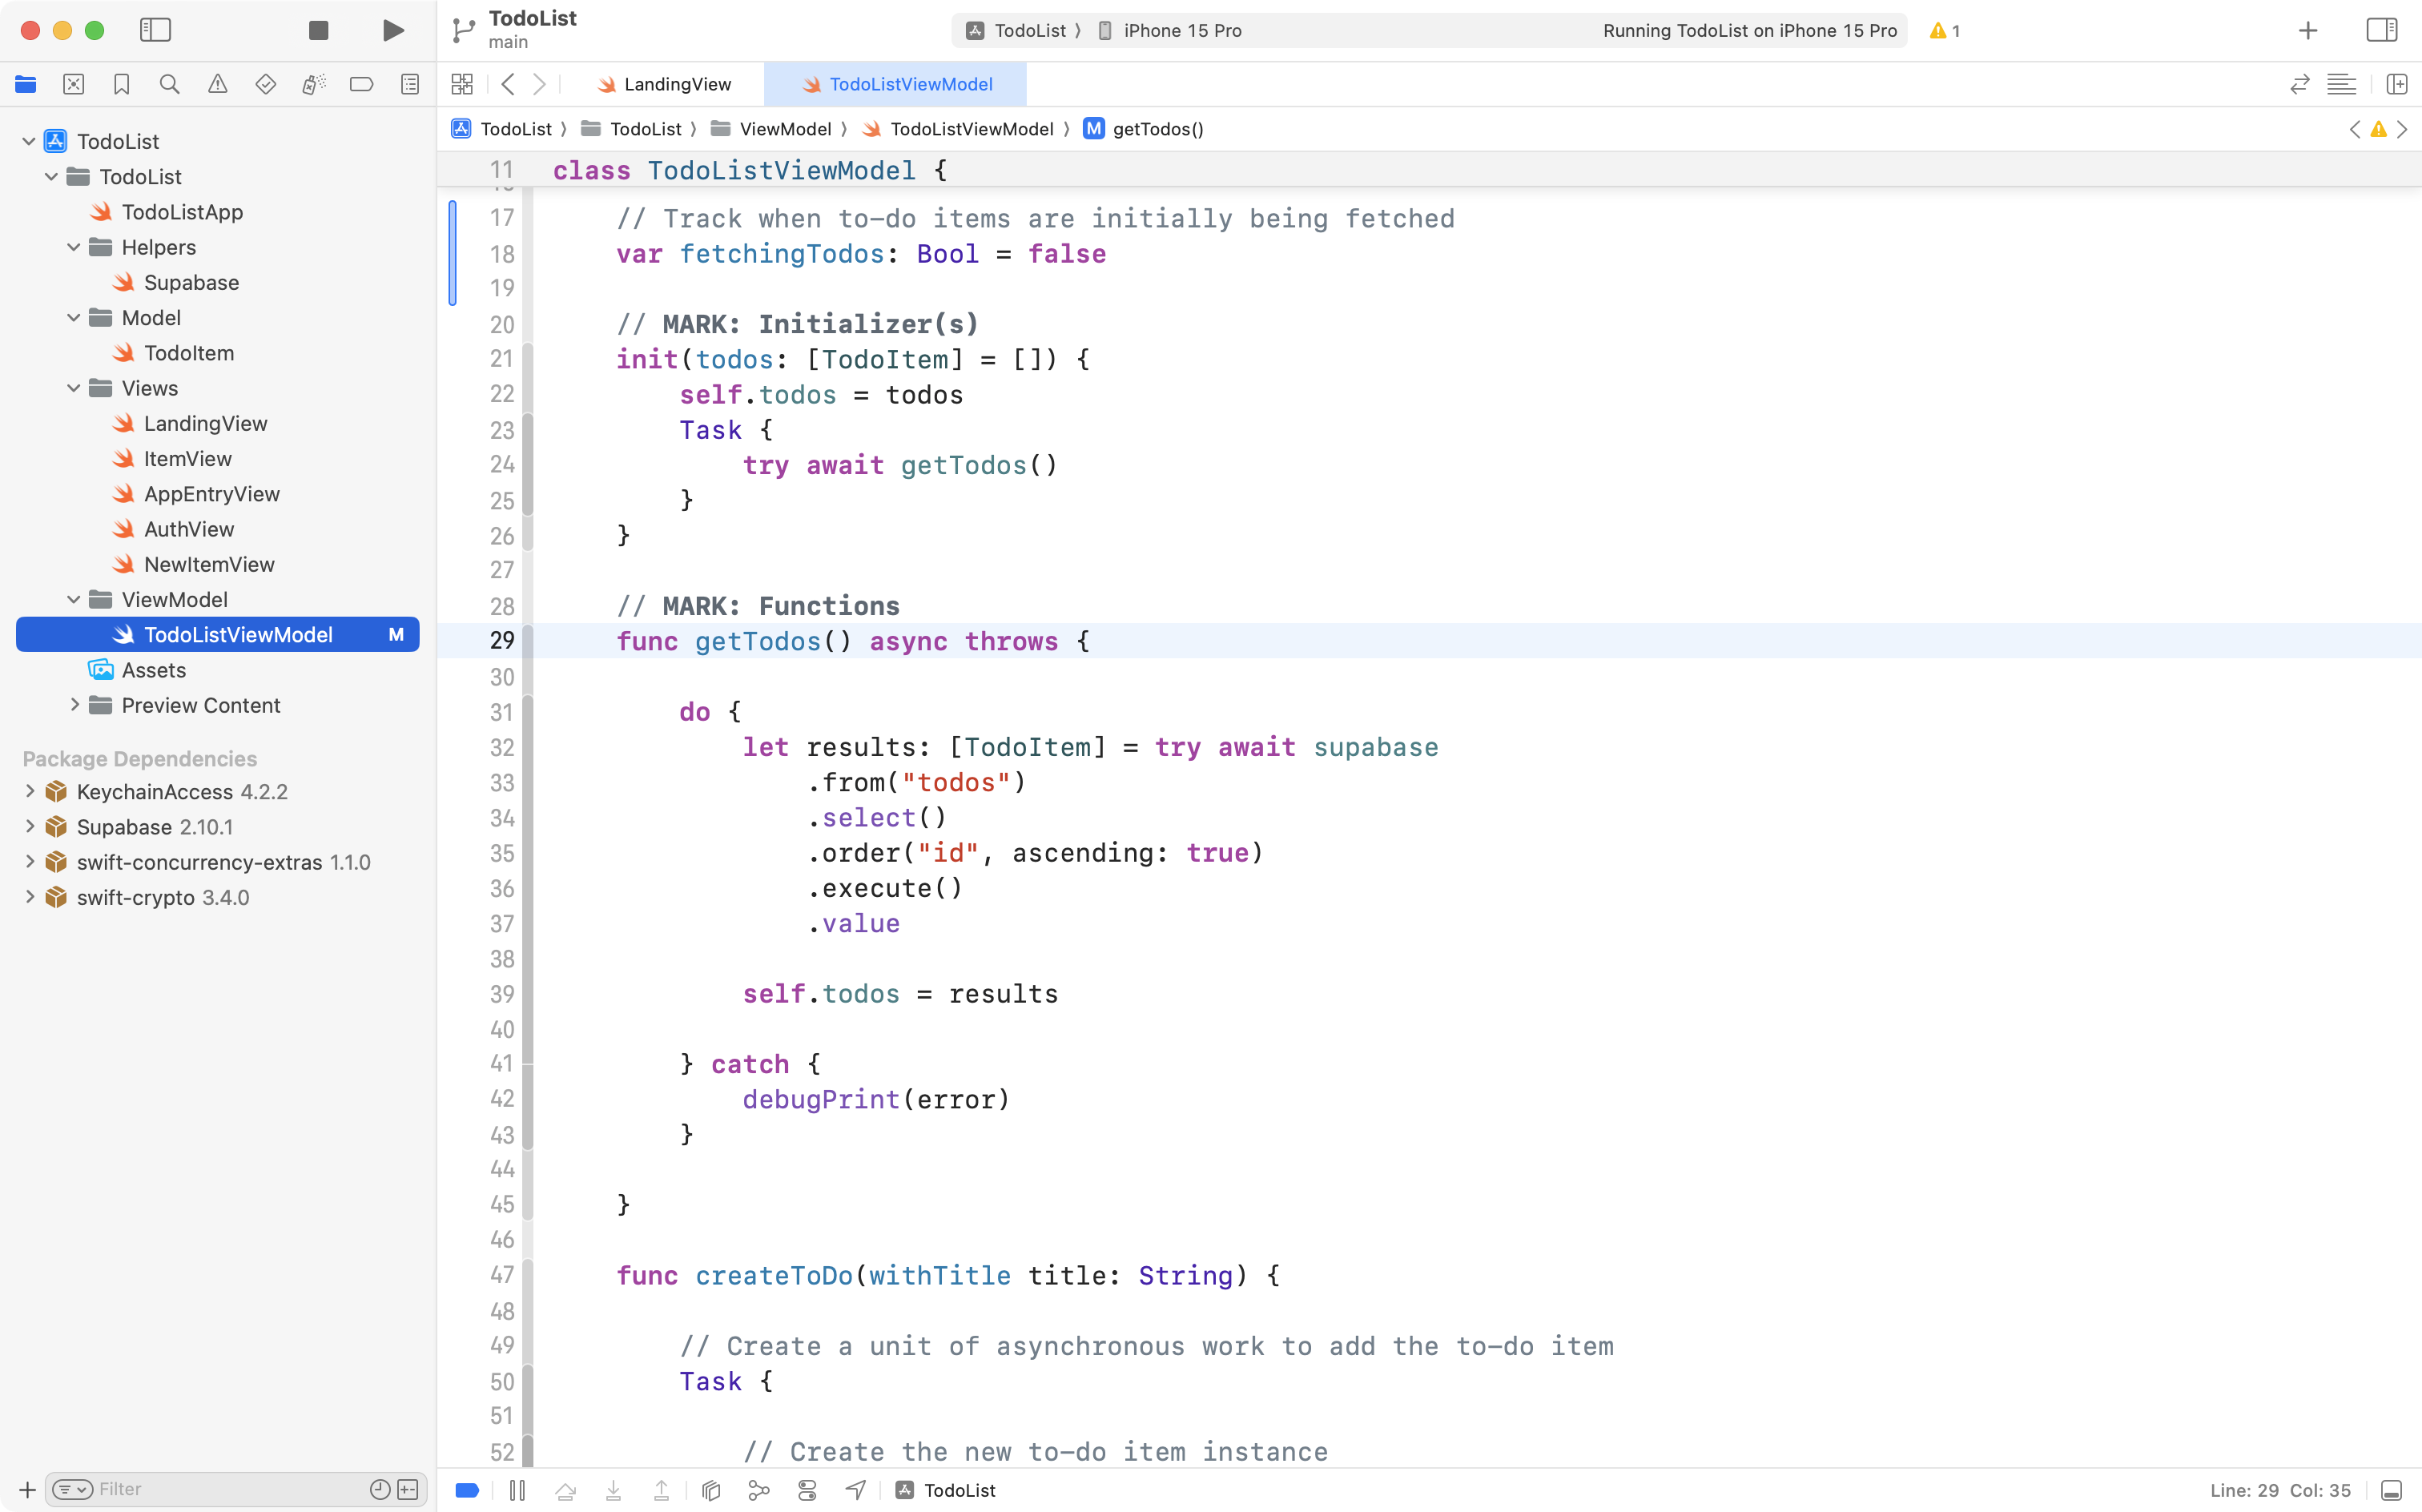 TodoList
main
TodoList 〉 iPhone 15 Pro
Running TodoList on iPhone 15 Pro
1
LandingView
TodoListViewModel
TodoList 〉 TodoList 〉 ViewModel 〉 TodoListViewModel 〉 M getTodos()
TodoList
TodoList
TodoListApp
Helpers
Supabase
Model
TodoItem
Views
LandingView
ItemView
AppEntryView
AuthView
NewItemView
ViewModel
TodoListViewModel M
Assets
Preview Content
Package Dependencies
KeychainAccess 4.2.2
Supabase 2.10.1
swift-concurrency-extras 1.1.0
swift-crypto 3.4.0
Filter
11 class TodoListViewModel {
17 // Track when to-do items are initially being fetched
18 var fetchingTodos: Bool = false
19
20 // MARK: Initializer(s)
21 init(todos: [TodoItem] = []) {
22 self.todos = todos
23 Task {
24 try await getTodos()
25 }
26 }
27
28 // MARK: Functions
29 func getTodos() async throws {
30
31 do {
32 let results: [TodoItem] = try await supabase
33 .from("todos")
34 .select()
35 .order("id", ascending: true)
36 .execute()
37 .value
38
39 self.todos = results
40
41 } catch {
42 debugPrint(error)
43 }
44
45 }
46
47 func createToDo(withTitle title: String) {
48
49 // Create a unit of asynchronous work to add the to-do item
50 Task {
51
52 // Create the new to-do item instance
TodoList
Line: 29 Col: 35